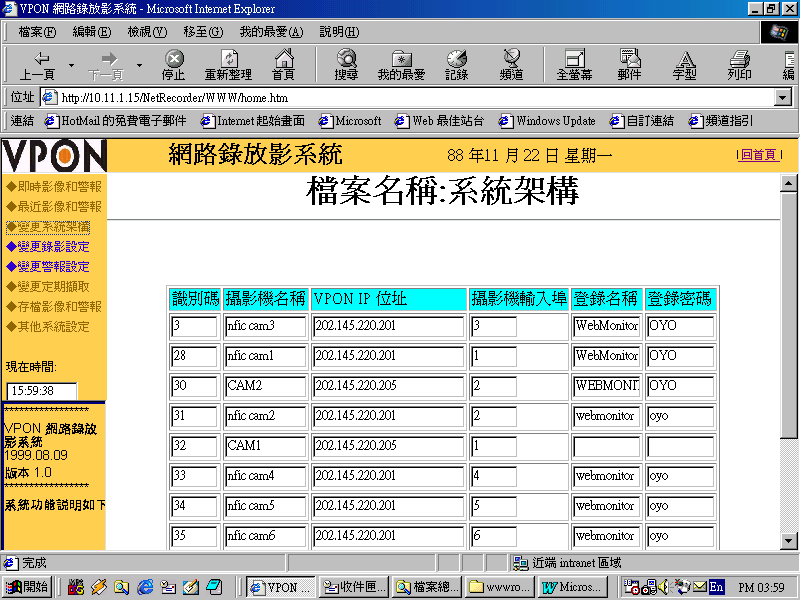 VPON 網路錄放影系統 - Microsoft Internet Explorer
檔案(F) 編輯(E) 檢視(V) 移至(G) 我的最愛(A) 說明(H)
上一頁 下一頁 停止 重新整理 首頁 搜尋 我的最愛 記錄 頻道 全螢幕 郵件 字型 列印 編
網址 http://10.11.1.15/NetRecorder/WWW/home.htm
連結 HotMail 的免費電子郵件 Internet 起始畫面 Microsoft Web 最佳站台 Windows Update 自訂連結 頻道指引
VPON 網路錄放影系統 88 年11 月 22 日 星期一 | 回首頁 |
◆即時影像和警報
◆最近影像和警報
◆變更系統架構
◆變更錄影設定
◆變更警報設定
◆變更定期擷取
◆存檔影像和警報
◆其他系統設定
現在時間:
15:59:38
******************
VPON 網路錄放
影系統
1999.08.09
版本 1.0
******************
系統功能說明如下
檔案名稱:系統架構
識別碼 攝影機名稱 VPON IP 位址 攝影機輸入埠 登錄名稱 登錄密碼
3 nfic cam3 202.145.220.201 3 WebMonitor OYO
28 nfic cam1 202.145.220.201 1 WebMonitor OYO
30 CAM2 202.145.220.205 2 WEBMONIT OYO
31 nfic cam2 202.145.220.201 2 webmonitor oyo
32 CAM1 202.145.220.205 1
33 nfic cam4 202.145.220.201 4 webmonitor oyo
34 nfic cam5 202.145.220.201 5 webmonitor oyo
35 nfic cam6 202.145.220.201 6 webmonitor oyo
完成 近端 intranet 區域
開始 VPON ... 收件匣... 檔案總... wwwro... Micros... En PM 03:59